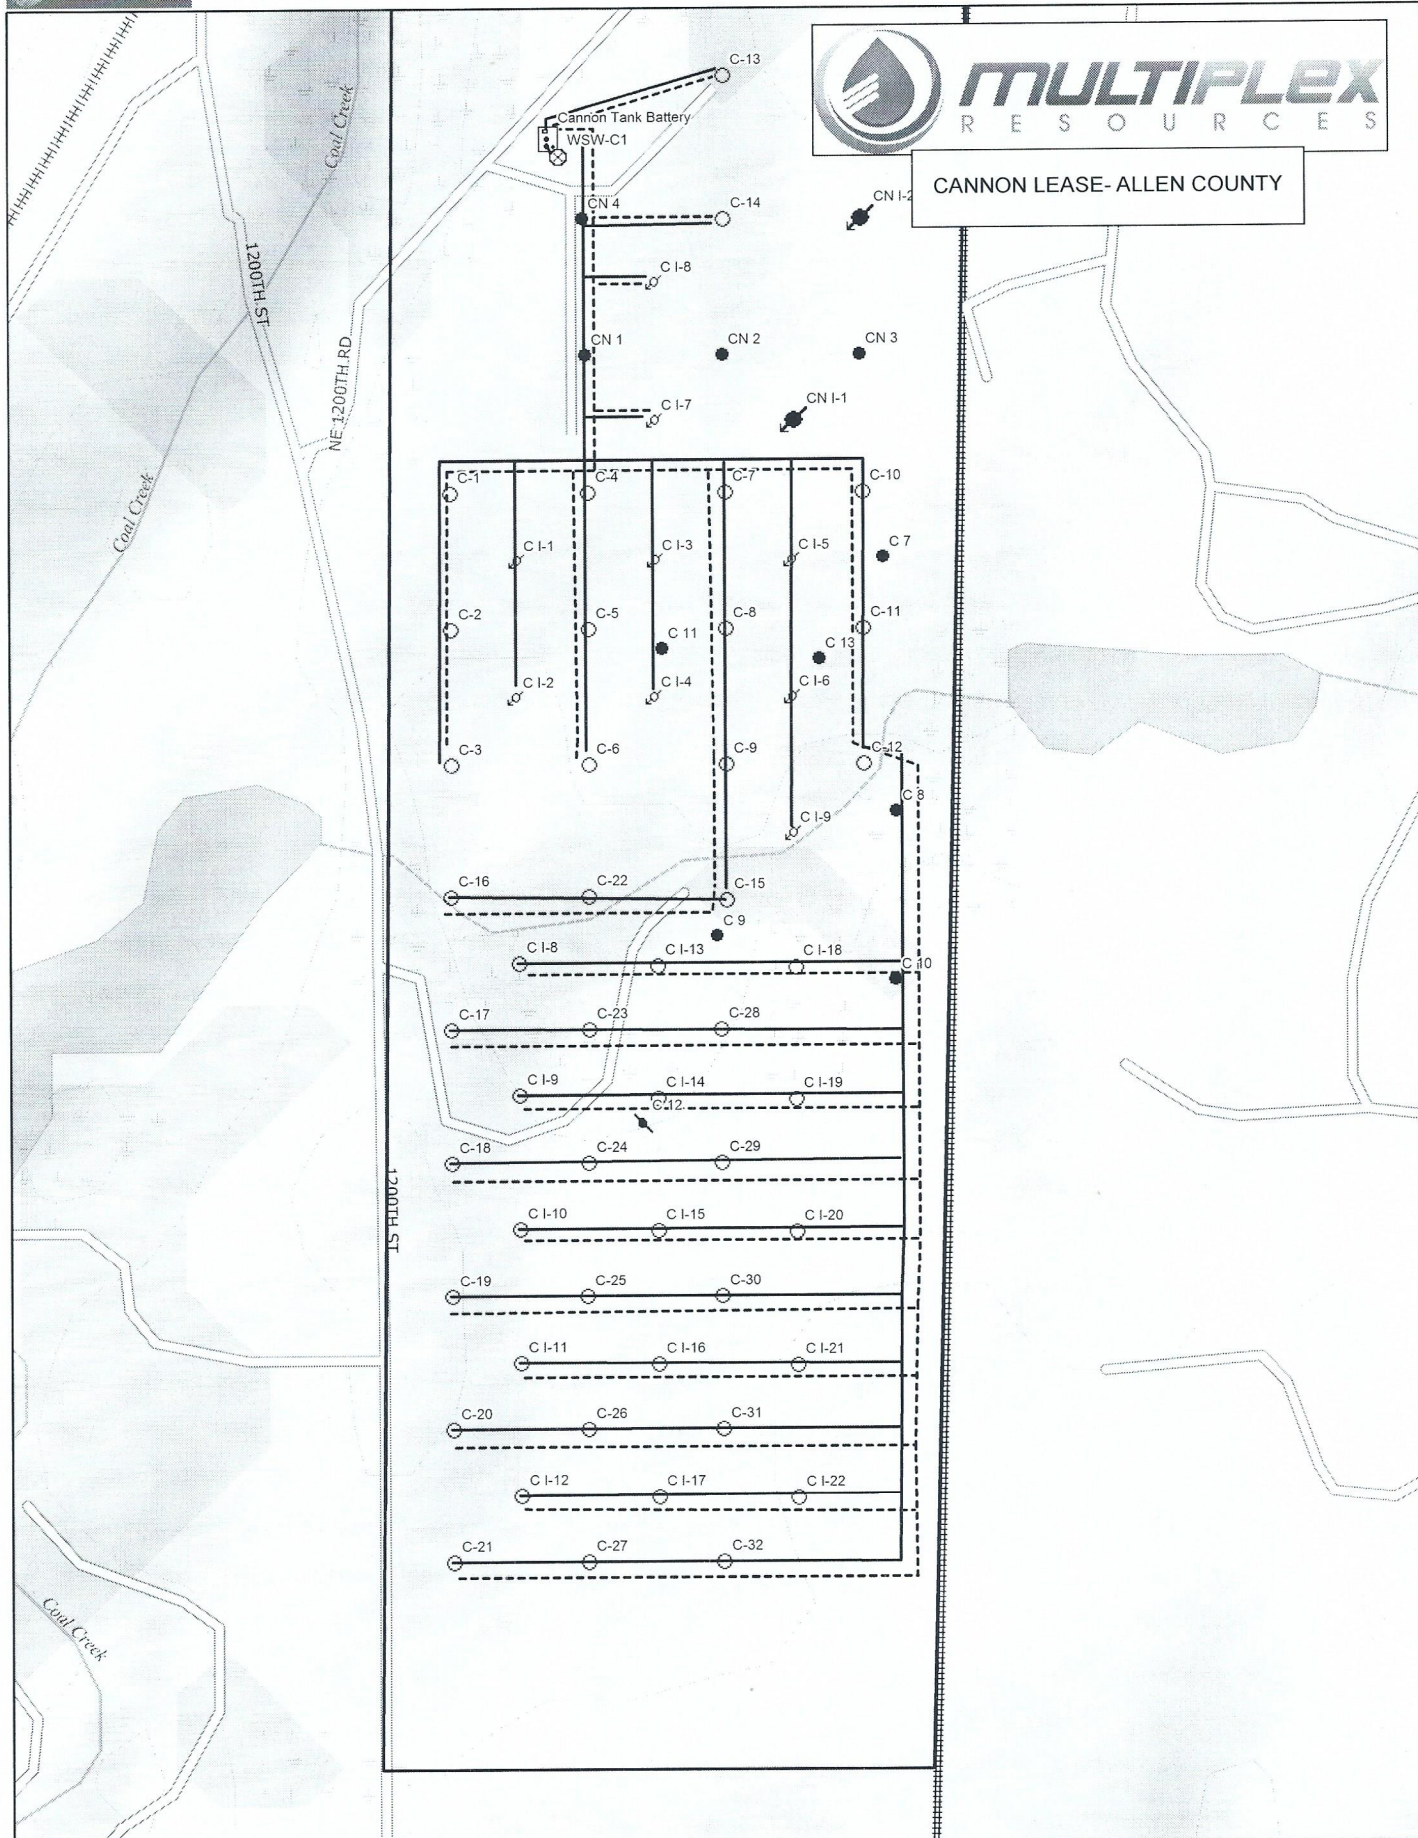 MULTIPLEX
RESOURCES
CANNON LEASE- ALLEN COUNTY
C-13
Cannon Tank Battery
WSW-C1
Coal Creek
CN 4
C-14
CN I-2
1200TH ST
C I-8
NE 1200TH RD
CN 1
CN 2
CN 3
C I-7
CN I-1
C-1
C-4
C-7
C-10
Coal Creek
C I-1
C I-3
C I-5
C 7
C-2
C-5
C-8
C-11
C 11
C 13
C I-2
C I-4
C I-6
C-3
C-6
C-9
C-12
C 8
C I-9
C-16
C-22
C-15
C 9
C I-8
C I-13
C I-18
C 10
C-17
C-23
C-28
C I-9
C I-14
C I-19
C 12
C-18
C-24
C-29
1200TH ST
C I-10
C I-15
C I-20
C-19
C-25
C-30
C I-11
C I-16
C I-21
C-20
C-26
C-31
C I-12
C I-17
C I-22
C-21
C-27
C-32
Coal Creek